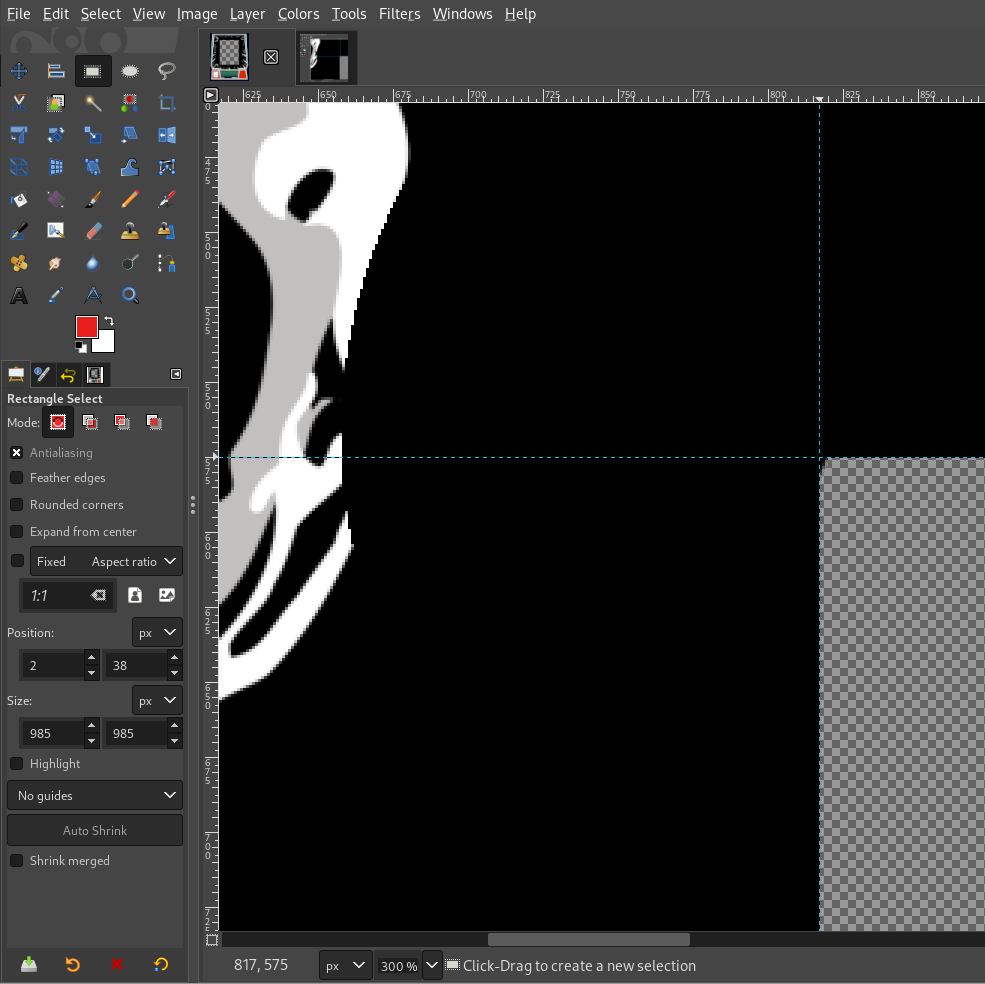 File Edit Select View Image Layer Colors Tools Filters Windows Help
625 650 675 700 725 750 775 800 825 850
475
500
525
550
575
600
625
650
675
700
725
Rectangle Select
Mode:
Antialiasing
Feather edges
Rounded corners
Expand from center
Fixed Aspect ratio
1:1
Position: px
2 38
Size: px
985 985
Highlight
No guides
Auto Shrink
Shrink merged
817, 575 px 300 % Click-Drag to create a new selection